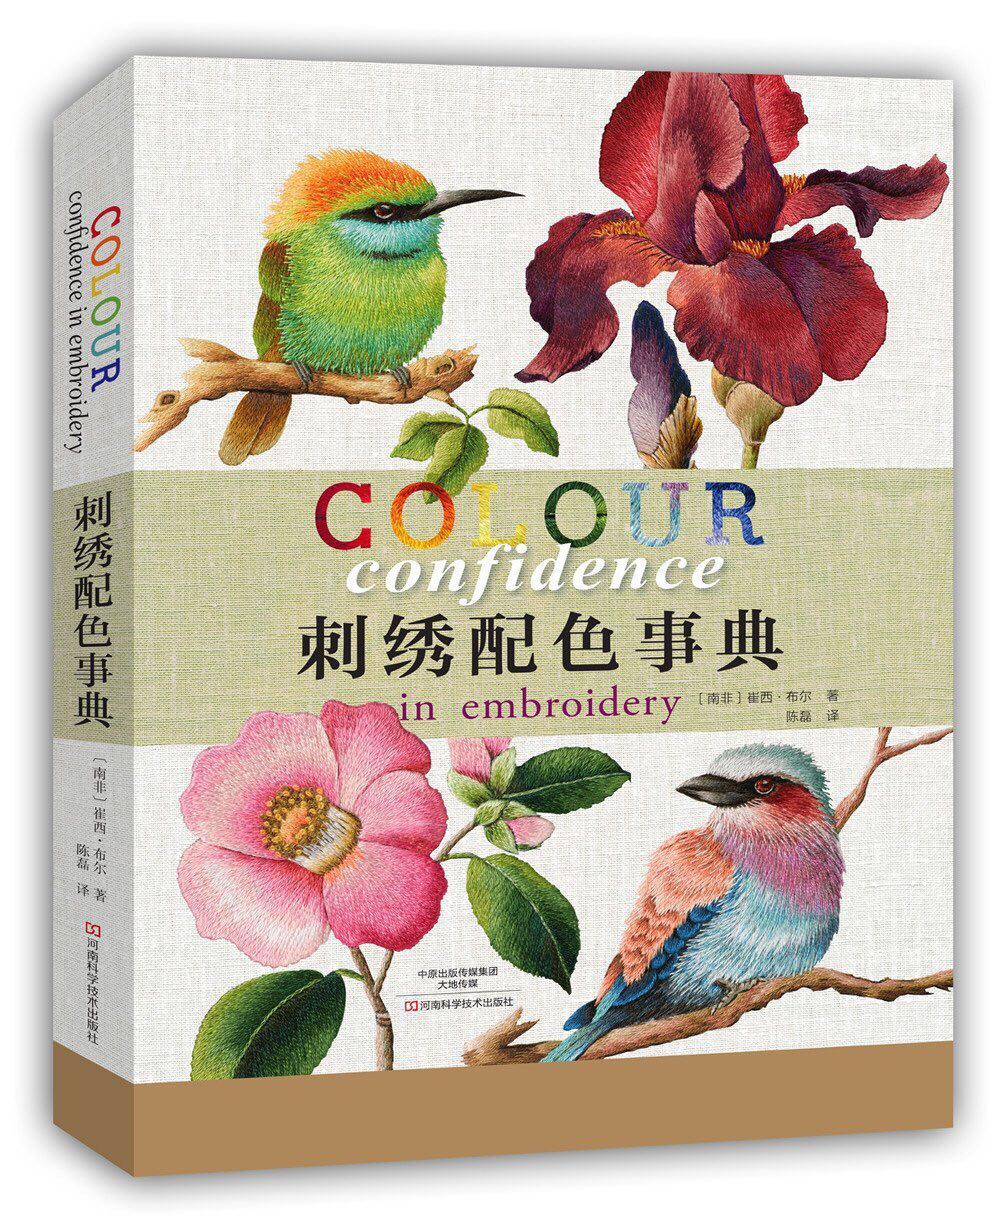 COLOUR
confidence in embroidery
刺绣配色事典
［南非］崔西·布尔 著
陈磊 译
河南科学技术出版社
COLOUR
confidence
刺绣配色事典
in embroidery
［南非］崔西·布尔 著
陈磊 译
中原出版传媒集团
大地传媒
河南科学技术出版社